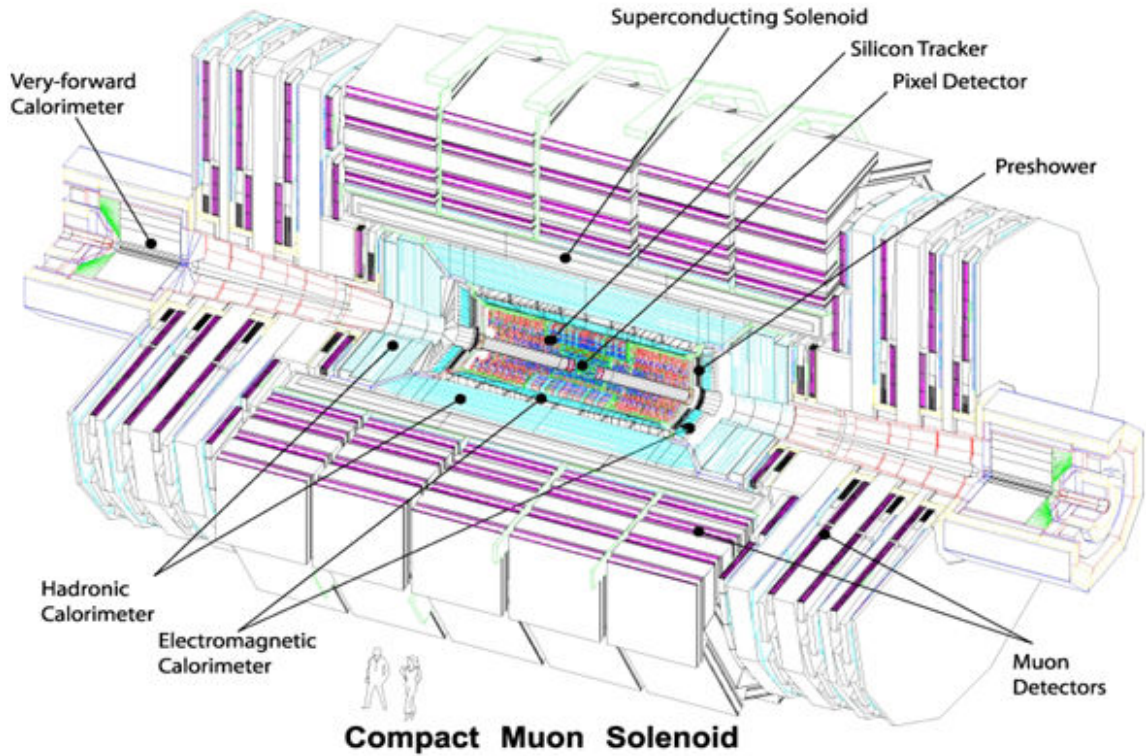 Superconducting Solenoid
Silicon Tracker
Pixel Detector
Very-forward
Calorimeter
Preshower
Hadronic
Calorimeter
Electromagnetic
Calorimeter
Muon
Detectors
Compact Muon Solenoid